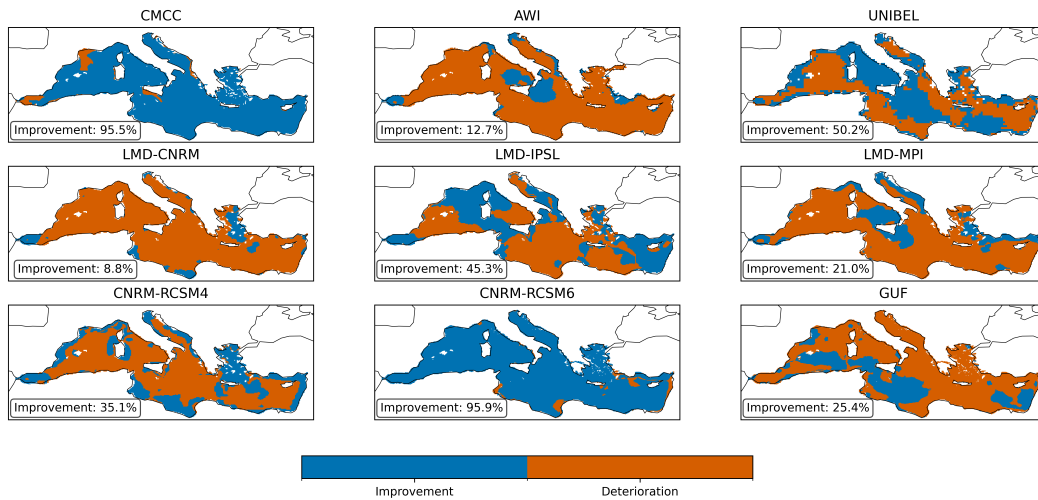 CMCC
AWI
UNIBEL
Improvement: 95.5%
Improvement: 12.7%
Improvement: 50.2%
LMD-CNRM
LMD-IPSL
LMD-MPI
Improvement: 8.8%
Improvement: 45.3%
Improvement: 21.0%
CNRM-RCSM4
CNRM-RCSM6
GUF
Improvement: 35.1%
Improvement: 95.9%
Improvement: 25.4%
Improvement
Deterioration